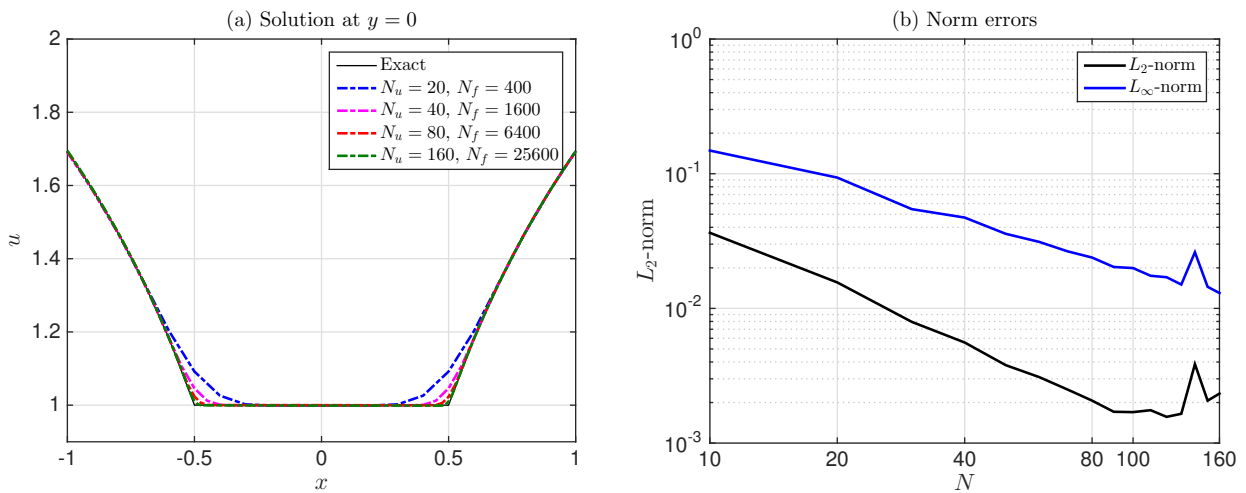 (a) Solution at y = 0
2
1.8
1.6
1.4
1.2
1
u
-1 -0.5 0 0.5 1
x
Exact
N_u = 20, N_f = 400
N_u = 40, N_f = 1600
N_u = 80, N_f = 6400
N_u = 160, N_f = 25600
(b) Norm errors
10^0
10^-1
10^-2
10^-3
L_2-norm
10 20 40 80 100 160
N
L_2-norm
L_∞-norm